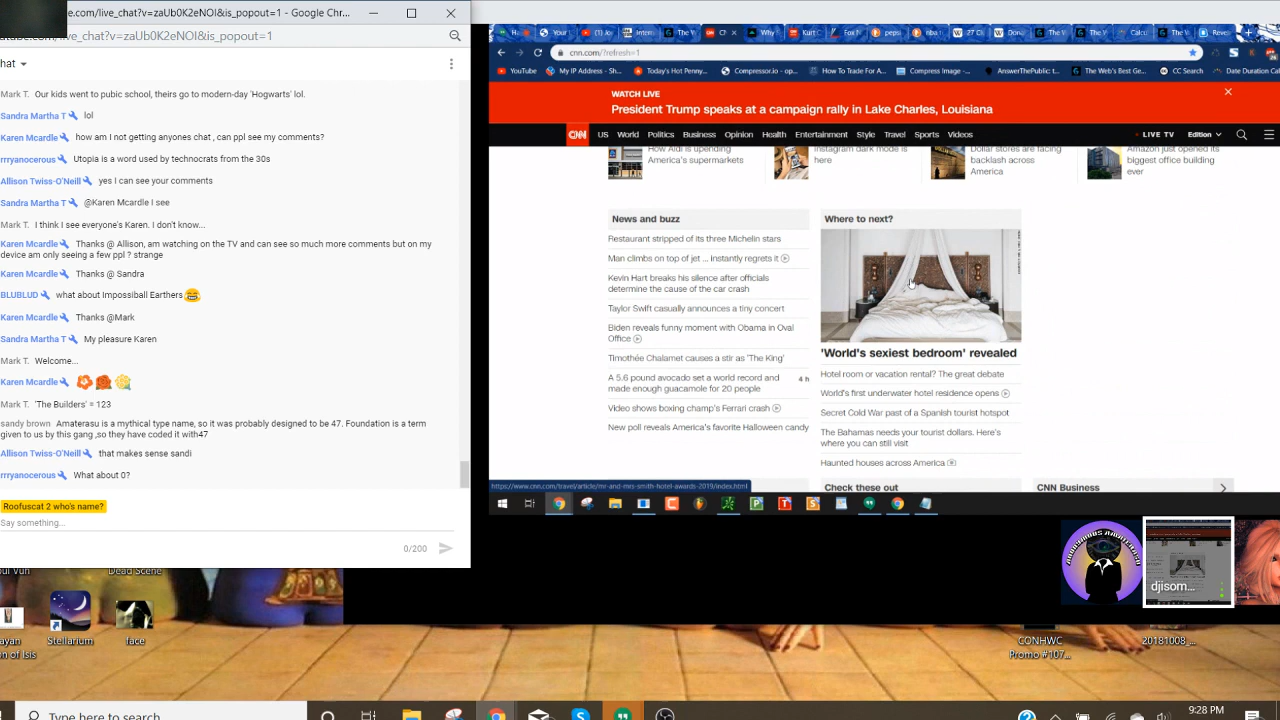 .com/live_chat?v=zaUb0K2eNOI&is_popout=1 - Google Chr...
/live_chat?v=zaUb0K2eNOI&is_popout=1
hat
Mark T. Our kids went to pubic school, theirs go to modern-day 'Hogwarts' lol.
Sandra Martha T lol
Karen Mcardle how am I not getting anyones chat , can ppl see my comments?
rrryanocerous Utopia is a word used by technocrats from the 30s
Allison Twiss-O'Neill yes I can see your comments
Sandra Martha T @Karen Mcardle I see
Mark T. I think I see everyone's Karen. I don't know...
Karen Mcardle Thanks @ Allison, am watching on the TV and can see so much more comments but on my
device am only seeing a few ppl ? strange
Karen Mcardle Thanks @ Sandra
BLUBLUD what about Impossiball Earthers
Karen Mcardle Thanks @Mark
Sandra Martha T My pleasure Karen
Mark T. Welcome...
Karen Mcardle
Mark T. 'The Builders' = 123
sandy brown Amaterasu is a mythical type name, so it was probably designed to be 47. Foundation is a term
given to us by this gang ,so they have coded it with47
Allison Twiss-O'Neill that makes sense sandi
rrryanocerous What about 0?
Roofuscat 2 who's name?
Say something...
0/200
cnn.com/?refresh=1
YouTube My IP Address - Sh... Today's Hot Penny... Compressor.io - op... How To Trade For A... Compress Image -... AnswerThePublic: t... The Web's Best Ge... CC Search Date Duration Cal
WATCH LIVE
President Trump speaks at a campaign rally in Lake Charles, Louisiana
CNN US World Politics Business Opinion Health Entertainment Style Travel Sports Videos LIVE TV Edition
How Aldi is upending
America's supermarkets
Instagram dark mode is
here
Dollar stores are facing
backlash across
America
Amazon just opened its
biggest office building
ever
News and buzz
Restaurant stripped of its three Michelin stars
Man climbs on top of jet ... instantly regrets it
Kevin Hart breaks his silence after officials
determine the cause of the car crash
Taylor Swift casually announces a tiny concert
Biden reveals funny moment with Obama in Oval
Office
Timothée Chalamet causes a stir as 'The King'
A 5.6 pound avocado set a world record and
made enough guacamole for 20 people
4 h
Video shows boxing champ's Ferrari crash
New poll reveals America's favorite Halloween candy
Where to next?
'World's sexiest bedroom' revealed
Hotel room or vacation rental? The great debate
World's first underwater hotel residence opens
Secret Cold War past of a Spanish tourist hotspot
The Bahamas needs your tourist dollars. Here's
where you can still visit
Haunted houses across America
Check these out
CNN Business
https://www.cnn.com/travel/article/mr-and-mrs-smith-hotel-awards-2019/index.html
djisom...
Dead Scene
Stellarium
face
on of Isis
CONHWC
Promo #107...
20181008_...
Type here to search
9:28 PM